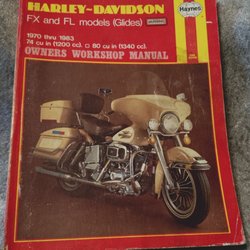 HARLEY-DAVIDSON
Haynes
FX and FL models (Glides)
1970 thru 1983
74 cu in (1200 cc). 80 cu in (1340 cc).
OWNERS WORKSHOP MANUAL